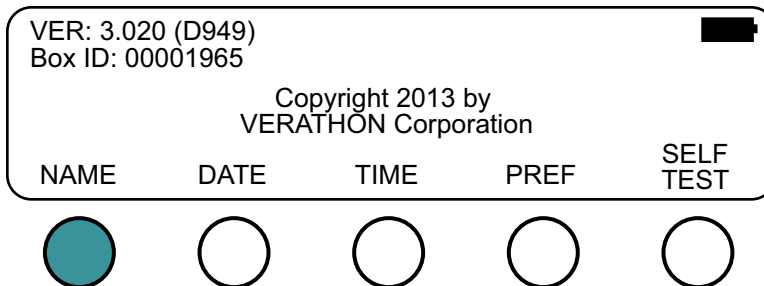 VER: 3.020 (D949)
Box ID: 00001965
Copyright 2013 by
VERATHON Corporation
NAME DATE TIME PREF SELF TEST